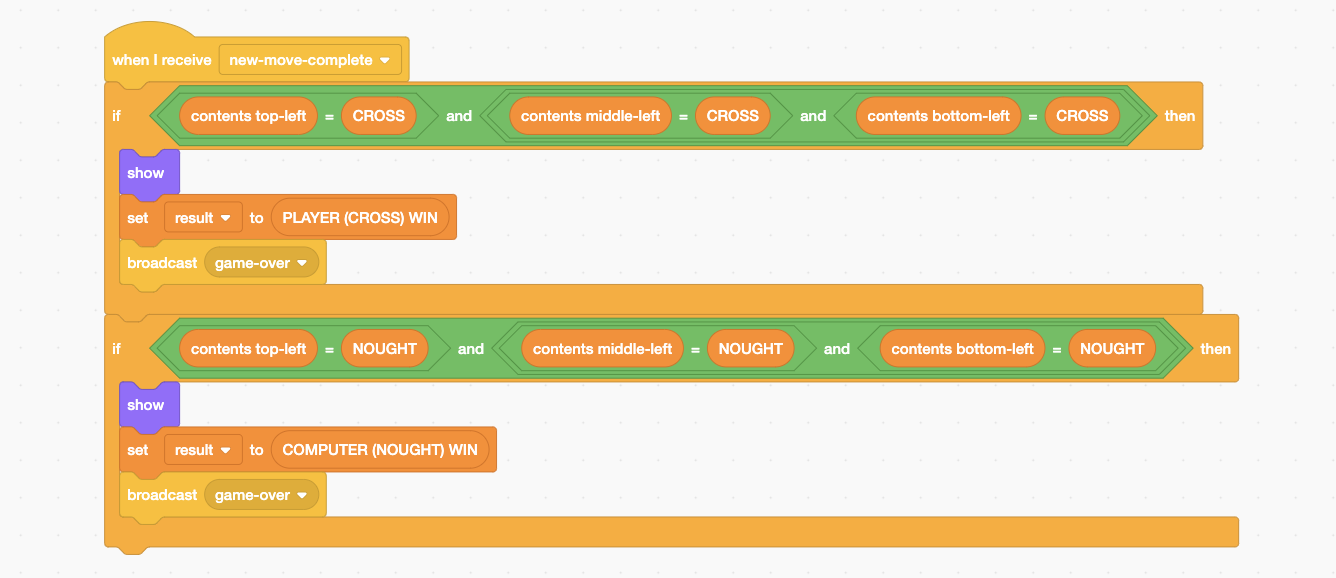 when I receive new-move-complete
if contents top-left = CROSS and contents middle-left = CROSS and contents bottom-left = CROSS then
show
set result to PLAYER (CROSS) WIN
broadcast game-over
if contents top-left = NOUGHT and contents middle-left = NOUGHT and contents bottom-left = NOUGHT then
show
set result to COMPUTER (NOUGHT) WIN
broadcast game-over